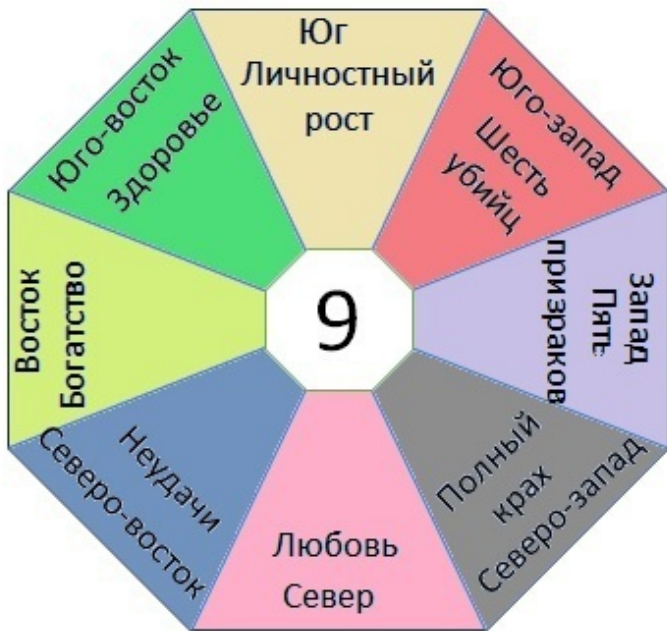 Юг
Личностный
рост
Юго-запад
Шесть
убийц
Запад
Пять
призраков
Полный
крах
Северо-запад
Любовь
Север
Неудачи
Северо-восток
Восток
Богатство
Юго-восток
Здоровье
9